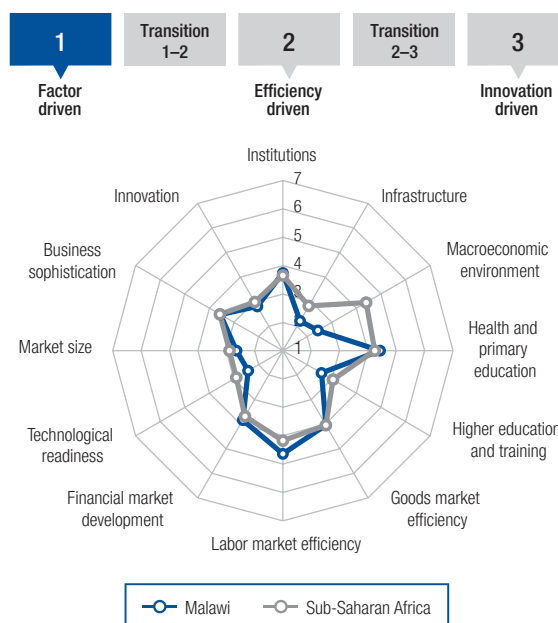 1
Transition
1–2
2
Transition
2–3
3
Factor
driven
Efficiency
driven
Innovation
driven
Institutions
7
Innovation
Infrastructure
6
5
Business
sophistication
Macroeconomic
environment
4
3
2
Market size
1
Health and
primary
education
Technological
readiness
Higher education
and training
Financial market
development
Goods market
efficiency
Labor market efficiency
Malawi
Sub-Saharan Africa